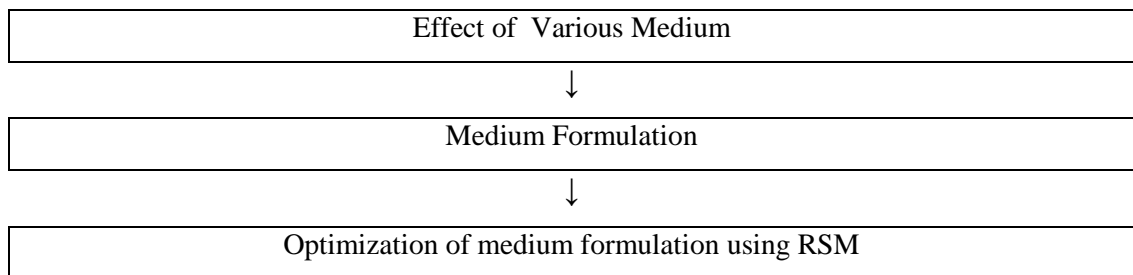 Effect of  Various Medium
↓
Medium Formulation
↓
Optimization of medium formulation using RSM